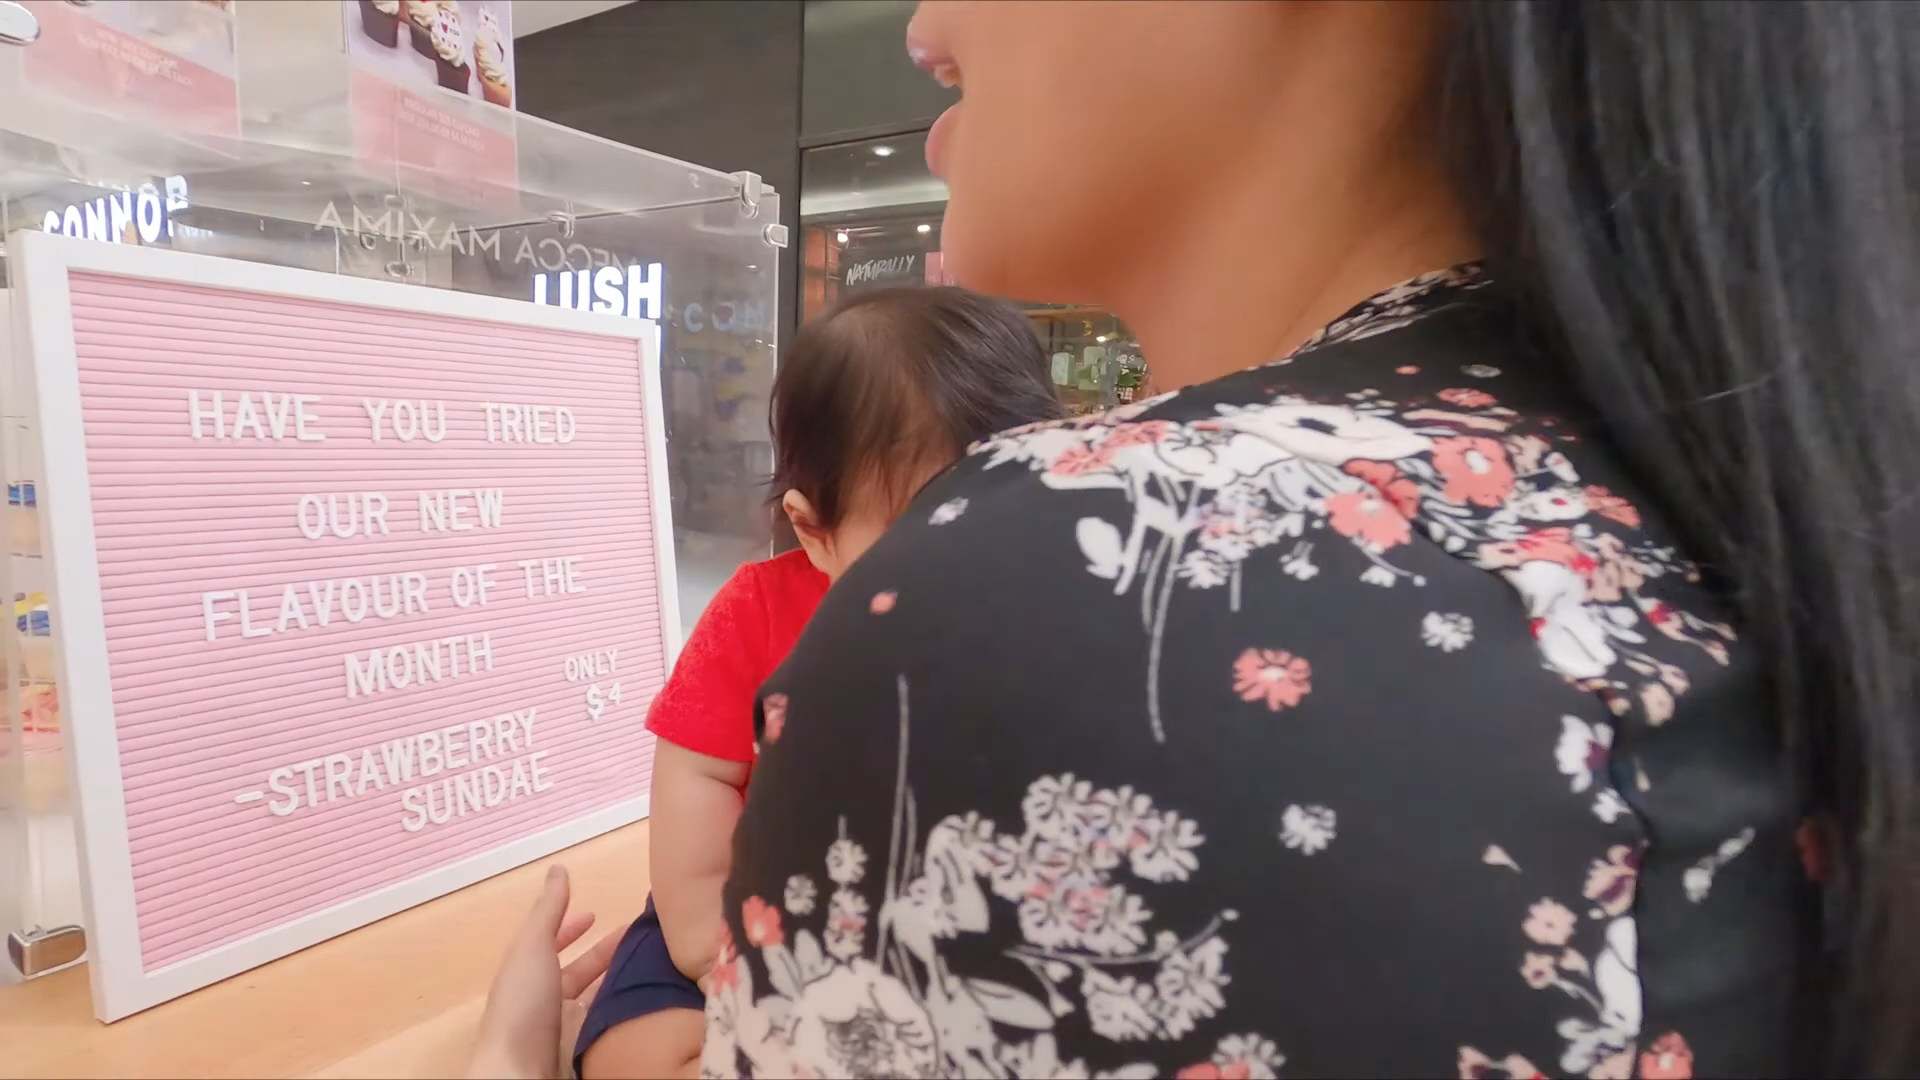 CONNOR
MECCA MAXIMA
LUSH
NATURALLY
HAVE YOU TRIED
OUR NEW
FLAVOUR OF THE
MONTH
ONLY
$4
-STRAWBERRY
SUNDAE